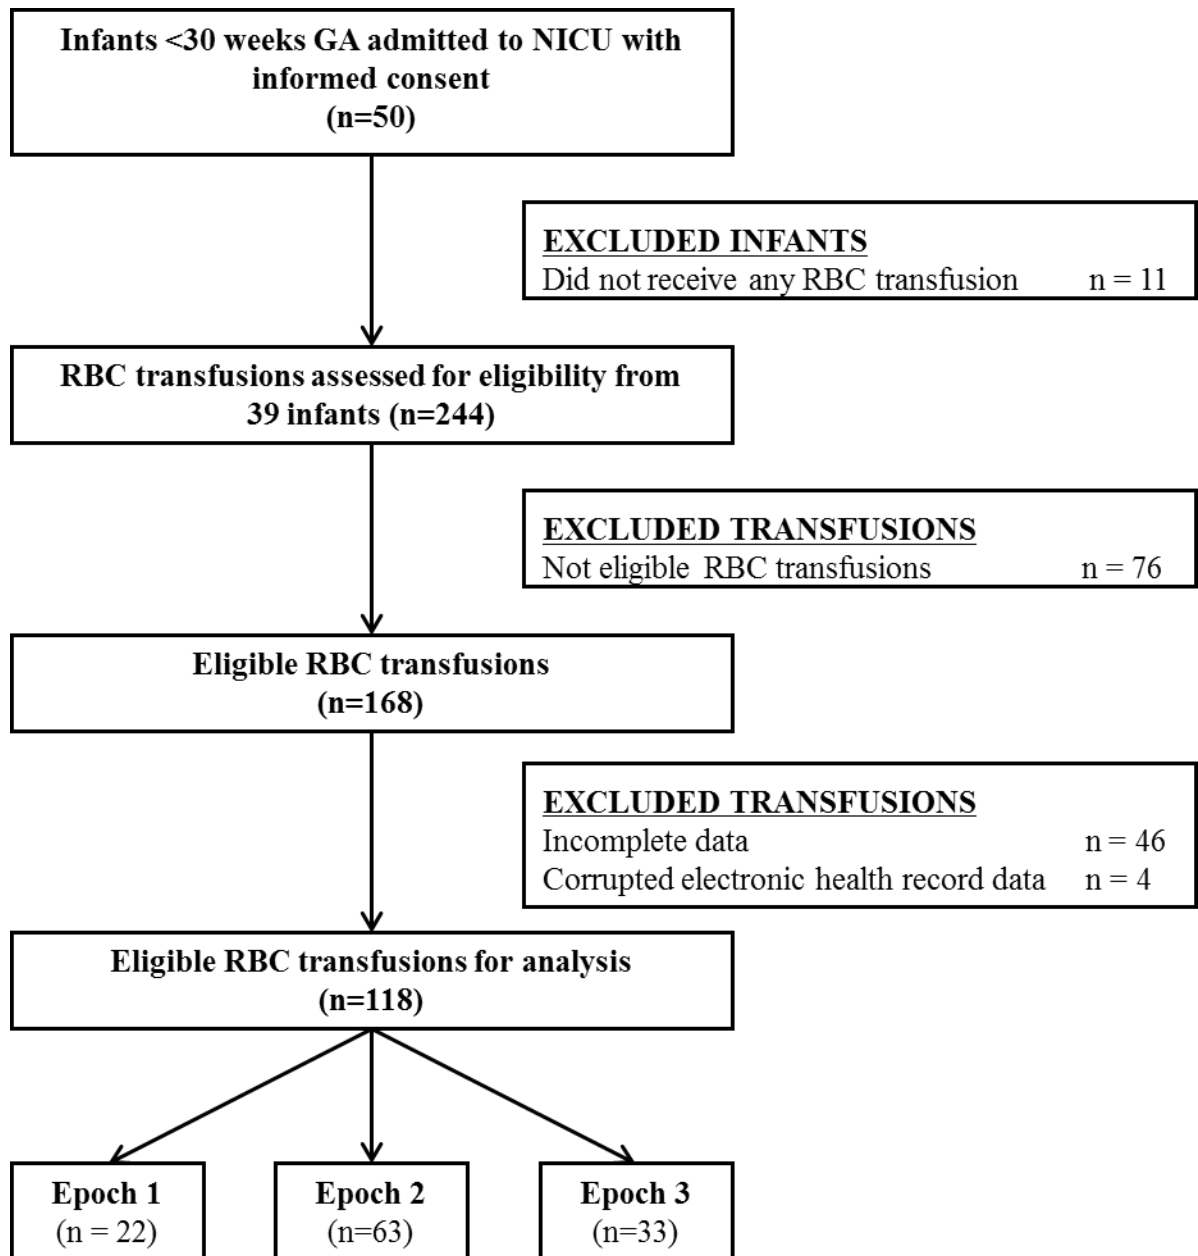 Infants <30 weeks GA admitted to NICU with
informed consent
(n=50)
EXCLUDED INFANTS
Did not receive any RBC transfusion n = 11
RBC transfusions assessed for eligibility from
39 infants (n=244)
EXCLUDED TRANSFUSIONS
Not eligible RBC transfusions n = 76
Eligible RBC transfusions
(n=168)
EXCLUDED TRANSFUSIONS
Incomplete data n = 46
Corrupted electronic health record data n = 4
Eligible RBC transfusions for analysis
(n=118)
Epoch 1
(n = 22)
Epoch 2
(n=63)
Epoch 3
(n=33)